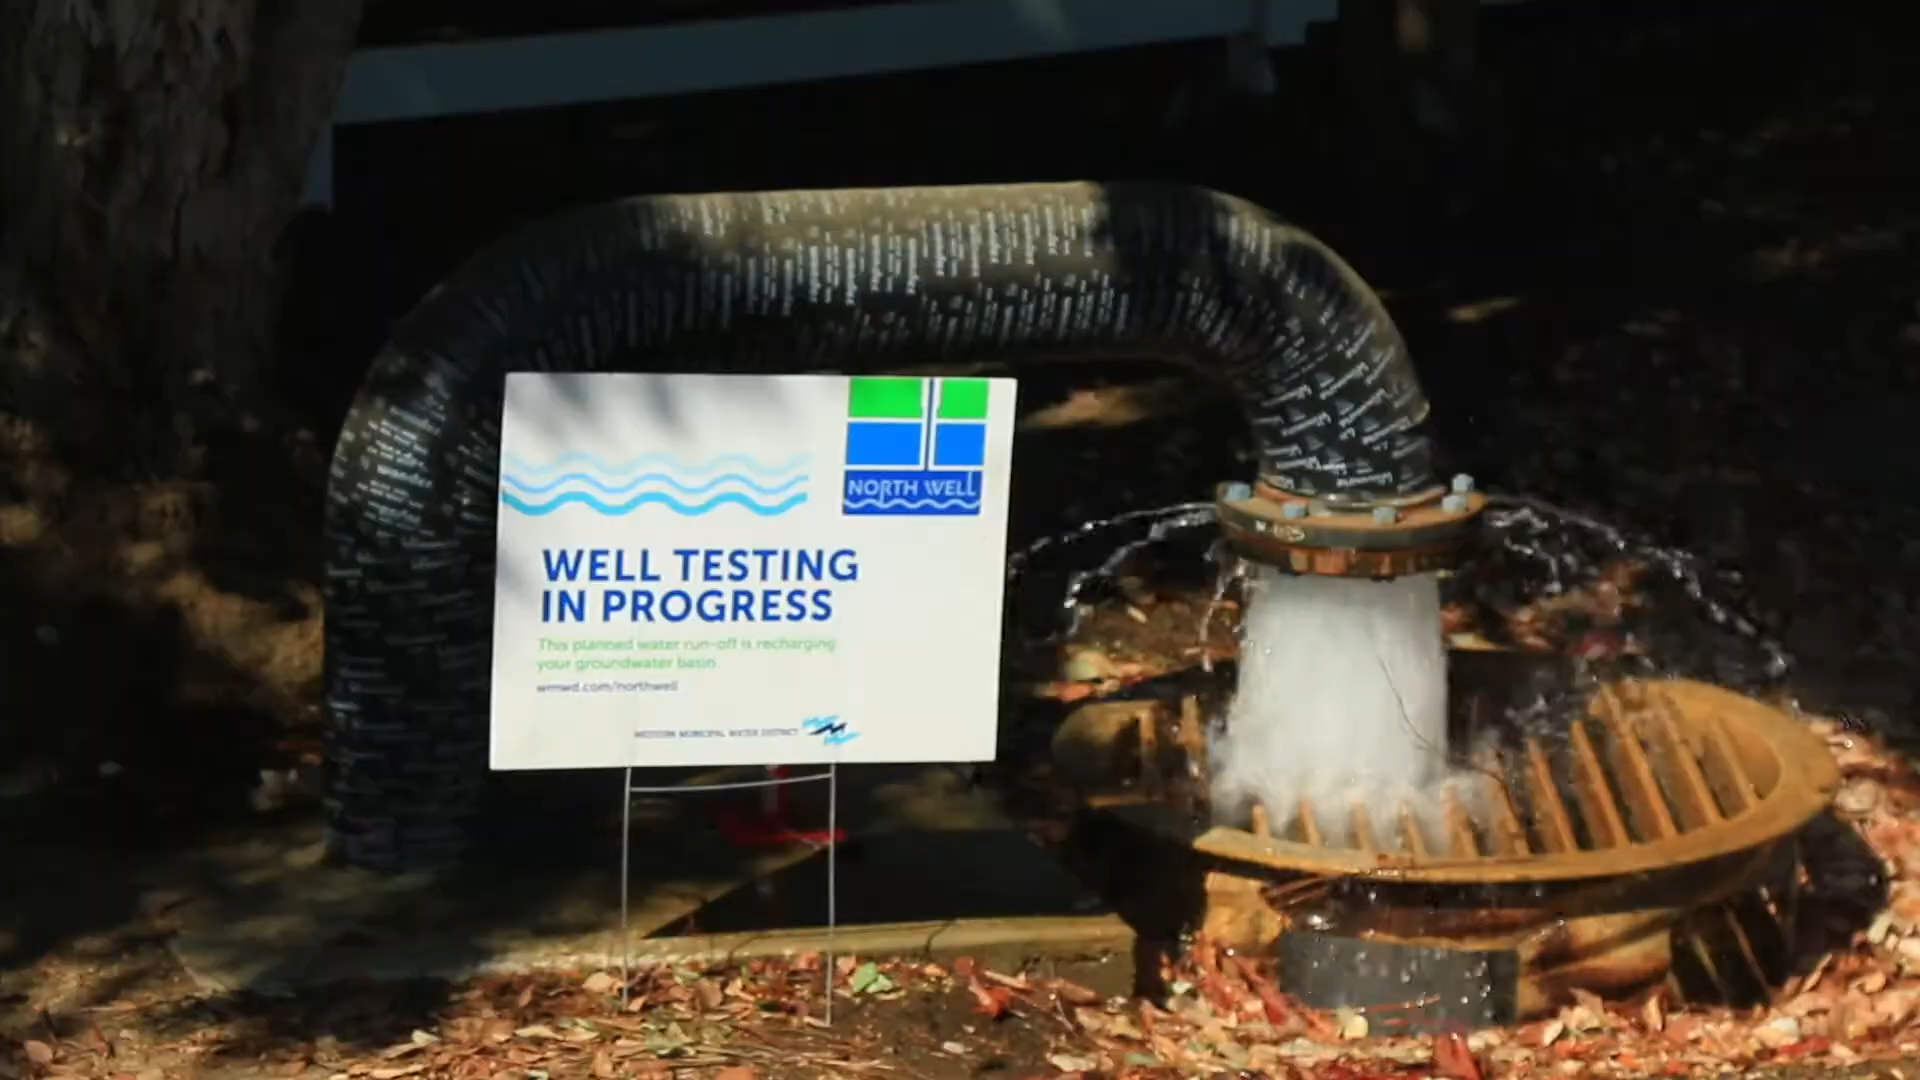 NORTH WELL
WELL TESTING
IN PROGRESS
This planned water run-off is recharging
your groundwater basin
wmwd.com/northwell
WESTERN MUNICIPAL WATER DISTRICT